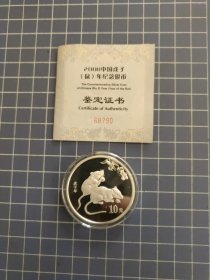 2008中国戊子
(鼠)年纪念银币
The Commemorative Silver Coin
of Chinese Wu Zi Year (Year of the Rat)
鉴定证书
Certificate of Authenticity
10元